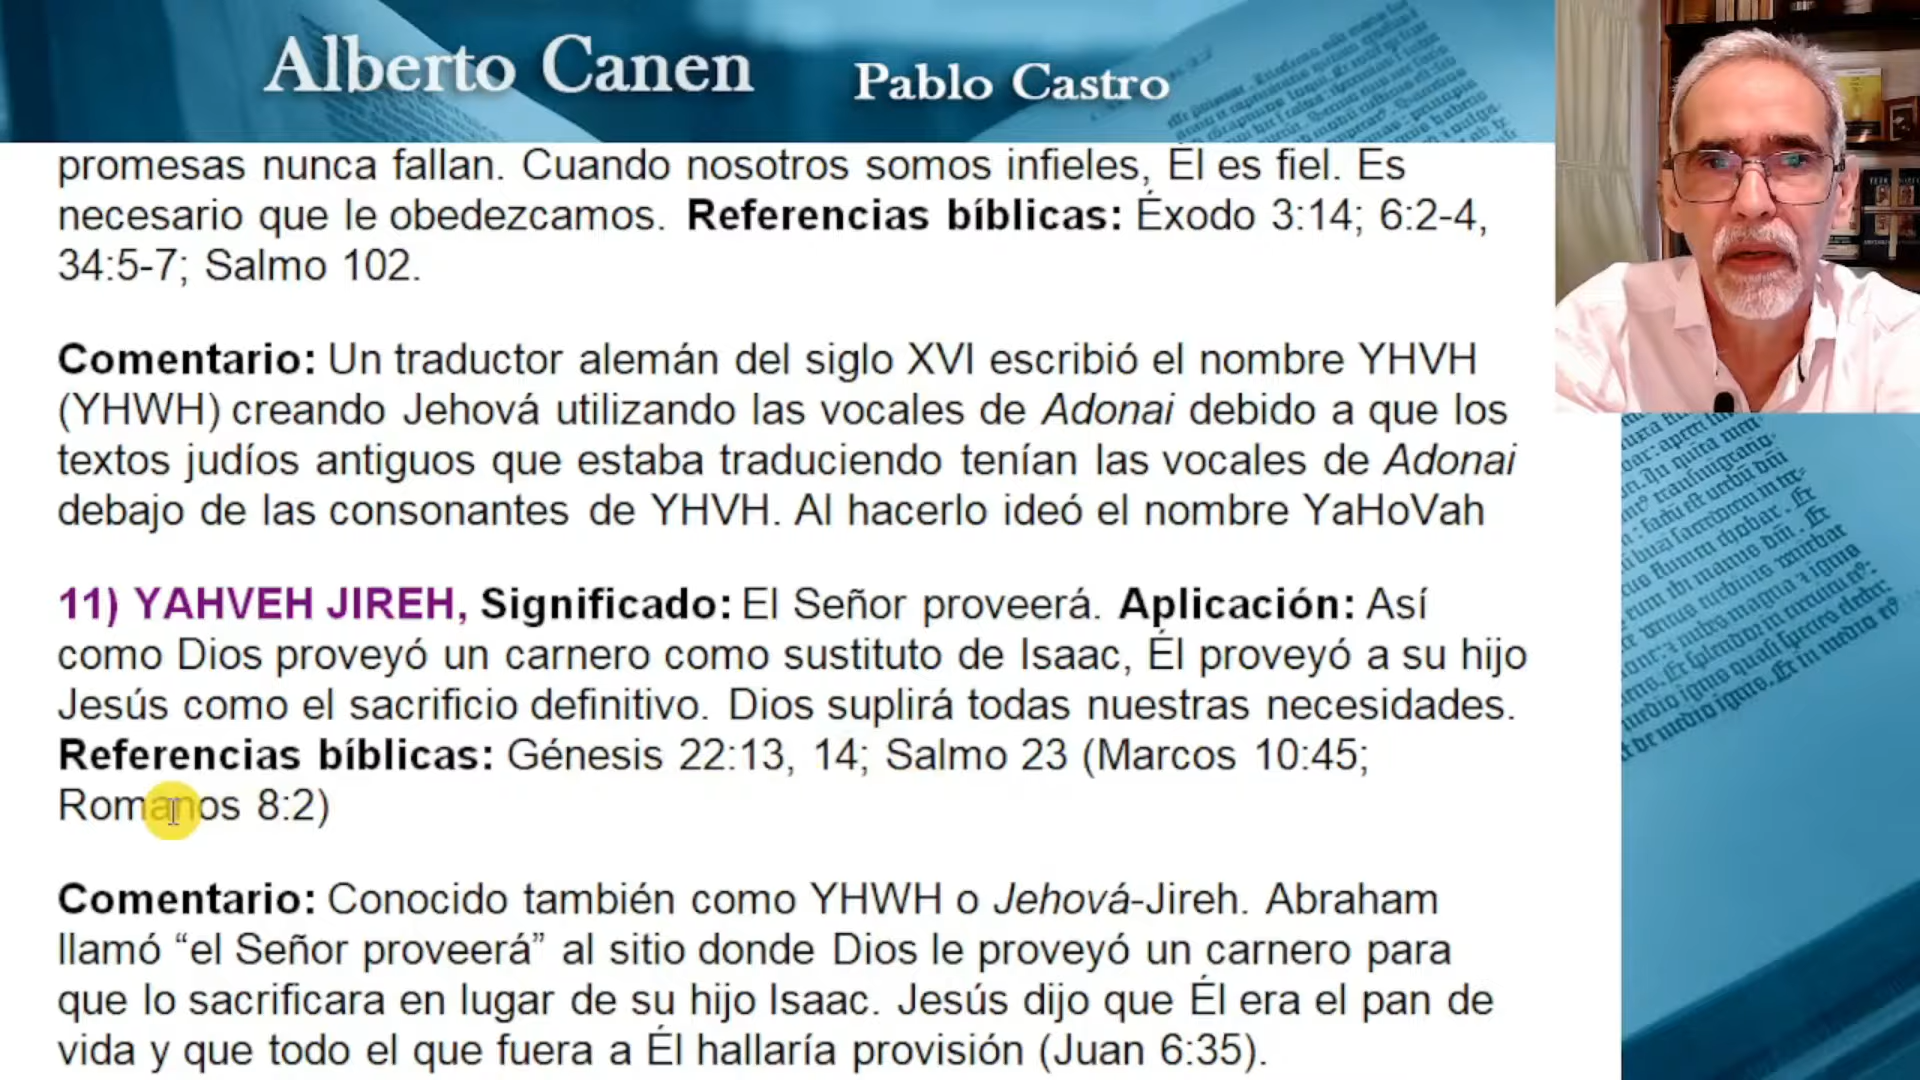 Alberto Canen
Pablo Castro
promesas nunca fallan. Cuando nosotros somos infieles, Él es fiel. Es
necesario que le obedezcamos. Referencias bíblicas: Éxodo 3:14; 6:2-4,
34:5-7; Salmo 102.
Comentario: Un traductor alemán del siglo XVI escribió el nombre YHVH
(YHWH) creando Jehová utilizando las vocales de Adonai debido a que los
textos judíos antiguos que estaba traduciendo tenían las vocales de Adonai
debajo de las consonantes de YHVH. Al hacerlo ideó el nombre YaHoVah
11) YAHVEH JIREH, Significado: El Señor proveerá. Aplicación: Así
como Dios proveyó un carnero como sustituto de Isaac, Él proveyó a su hijo
Jesús como el sacrificio definitivo. Dios suplirá todas nuestras necesidades.
Referencias bíblicas: Génesis 22:13, 14; Salmo 23 (Marcos 10:45;
Romanos 8:2)
Comentario: Conocido también como YHWH o Jehová-Jireh. Abraham
llamó “el Señor proveerá” al sitio donde Dios le proveyó un carnero para
que lo sacrificara en lugar de su hijo Isaac. Jesús dijo que Él era el pan de
vida y que todo el que fuera a Él hallaría provisión (Juan 6:35).